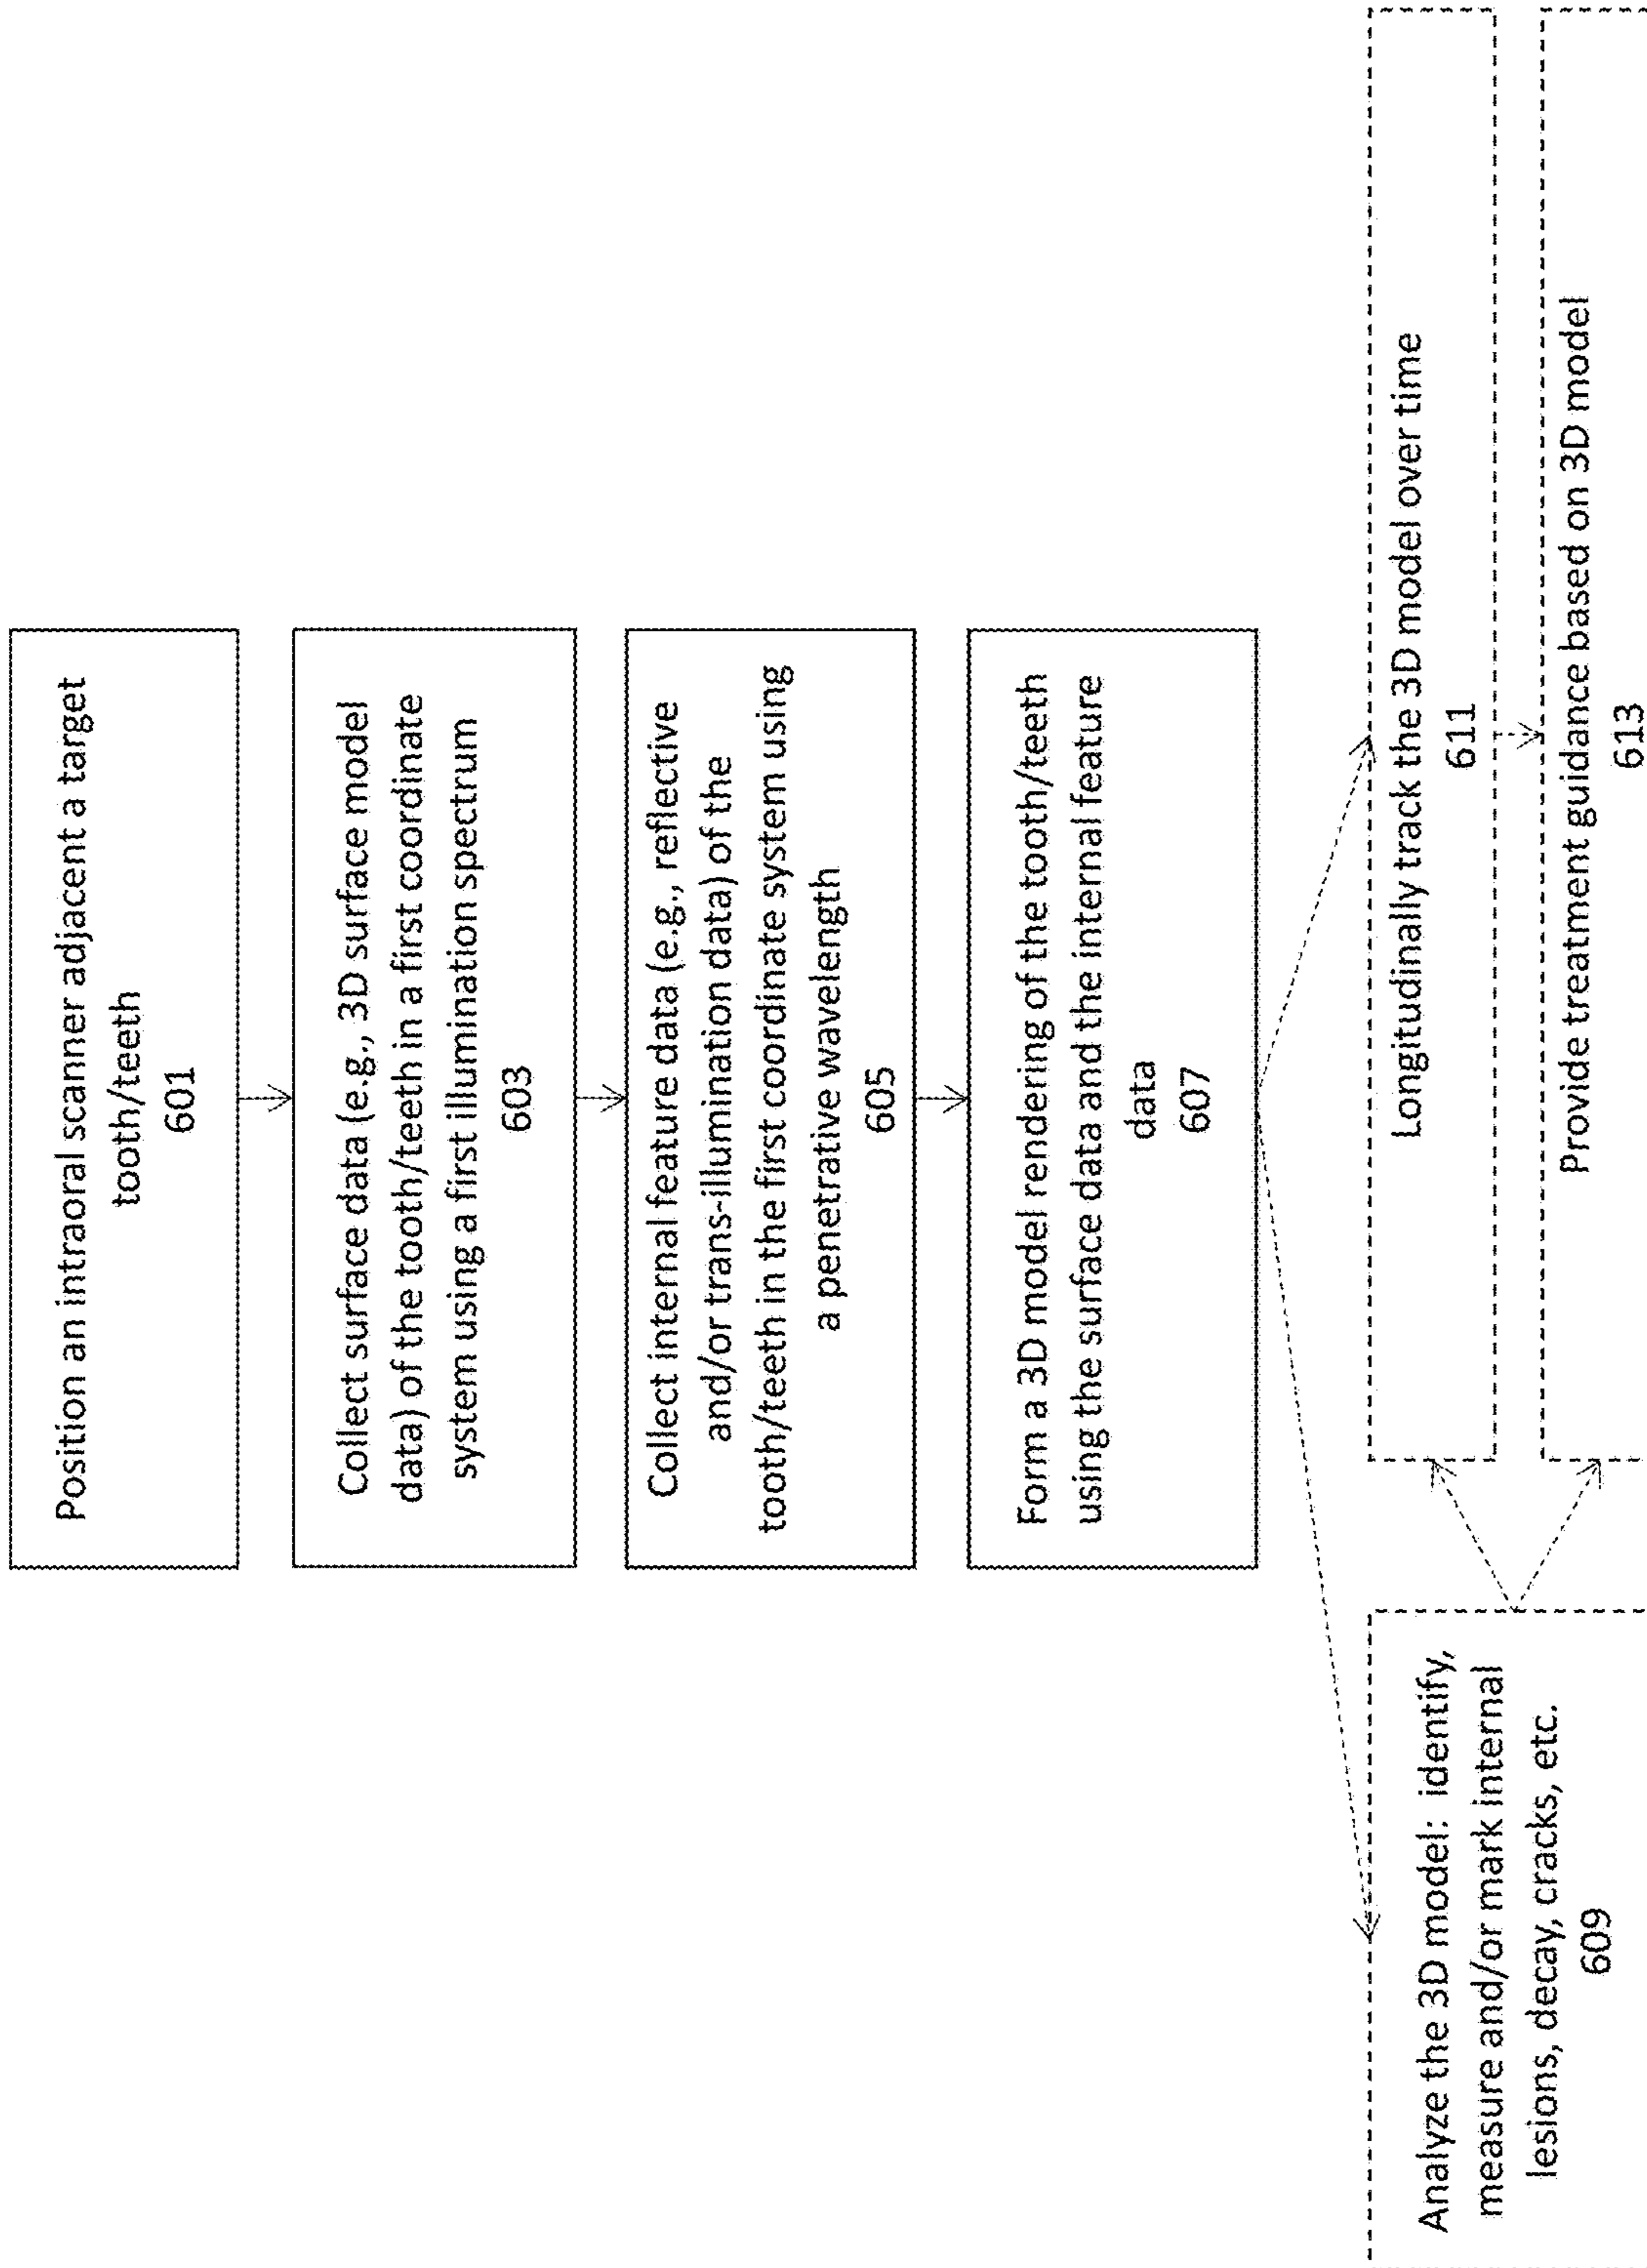 Position an intraoral scanner adjacent a target
tooth/teeth
601
Collect surface data (e.g., 3D surface model
data) of the tooth/teeth in a first coordinate
system using a first illumination spectrum
603
Collect internal feature data (e.g., reflective
and/or trans-illumination data) of the
tooth/teeth in the first coordinate system using
a penetrative wavelength
605
Form a 3D model rendering of the tooth/teeth
using the surface data and the internal feature
data
607
Analyze the 3D model: identify,
measure and/or mark internal
lesions, decay, cracks, etc.
609
Longitudinally track the 3D model over time
611
Provide treatment guidance based on 3D model
613